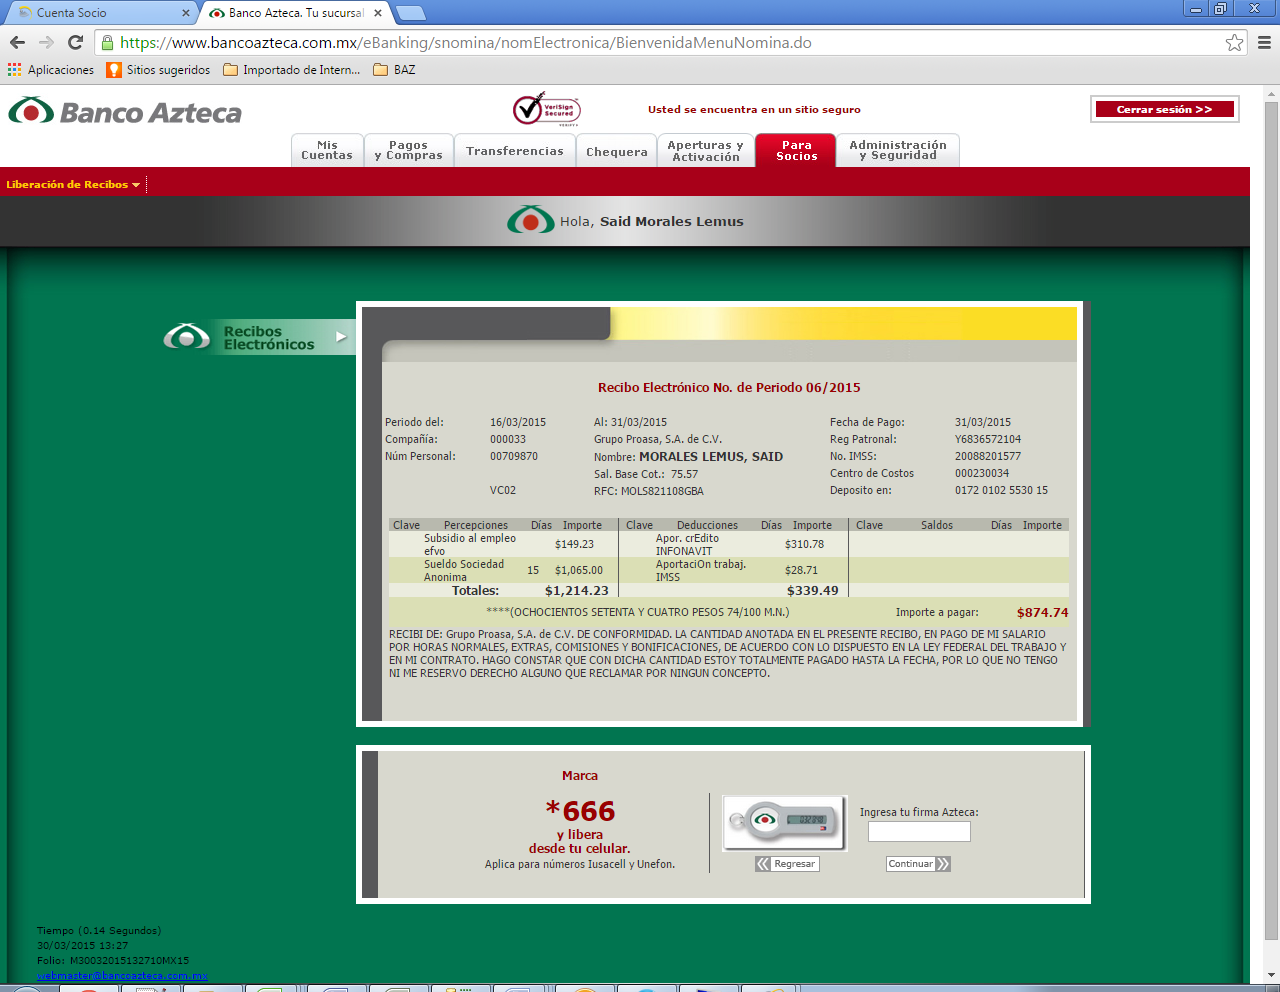 Cuenta Socio
Banco Azteca. Tu sucursal
https://www.bancoazteca.com.mx/eBanking/snomina/nomElectronica/BienvenidaMenuNomina.do
Aplicaciones Sitios sugeridos Importado de Intern... BAZ
Banco Azteca
VeriSign Secured
VERIFY
Usted se encuentra en un sitio seguro
Cerrar sesión >>
Mis Cuentas
Pagos y Compras
Transferencias
Chequera
Aperturas y Activación
Para Socios
Administración y Seguridad
Liberación de Recibos
Hola, Said Morales Lemus
Recibos
Electrónicos
Recibo Electrónico No. de Periodo 06/2015
Periodo del: 16/03/2015 Al: 31/03/2015 Fecha de Pago: 31/03/2015
Compañía: 000033 Grupo Proasa, S.A. de C.V. Reg Patronal: Y6836572104
Núm Personal: 00709870 Nombre: MORALES LEMUS, SAID No. IMSS: 20088201577
Sal. Base Cot.: 75.57 Centro de Costos 000230034
VC02 RFC: MOLS821108GBA Deposito en: 0172 0102 5530 15
Clave Percepciones Días Importe Clave Deducciones Días Importe Clave Saldos Días Importe
Subsidio al empleo efvo $149.23 Apor. crEdito INFONAVIT $310.78
Sueldo Sociedad Anonima 15 $1,065.00 AportaciOn trabaj. IMSS $28.71
Totales: $1,214.23 $339.49
****(OCHOCIENTOS SETENTA Y CUATRO PESOS 74/100 M.N.) Importe a pagar: $874.74
RECIBI DE: Grupo Proasa, S.A. de C.V. DE CONFORMIDAD. LA CANTIDAD ANOTADA EN EL PRESENTE RECIBO, EN PAGO DE MI SALARIO
POR HORAS NORMALES, EXTRAS, COMISIONES Y BONIFICACIONES, DE ACUERDO CON LO DISPUESTO EN LA LEY FEDERAL DEL TRABAJO Y
EN MI CONTRATO. HAGO CONSTAR QUE CON DICHA CANTIDAD ESTOY TOTALMENTE PAGADO HASTA LA FECHA, POR LO QUE NO TENGO
NI ME RESERVO DERECHO ALGUNO QUE RECLAMAR POR NINGUN CONCEPTO.
Marca
*666
y libera
desde tu celular.
Aplica para números Iusacell y Unefon.
Ingresa tu firma Azteca:
Regresar
Continuar
Tiempo (0.14 Segundos)
30/03/2015 13:27
Folio: M30032015132710MX15
webmaster@bancoazteca.com.mx